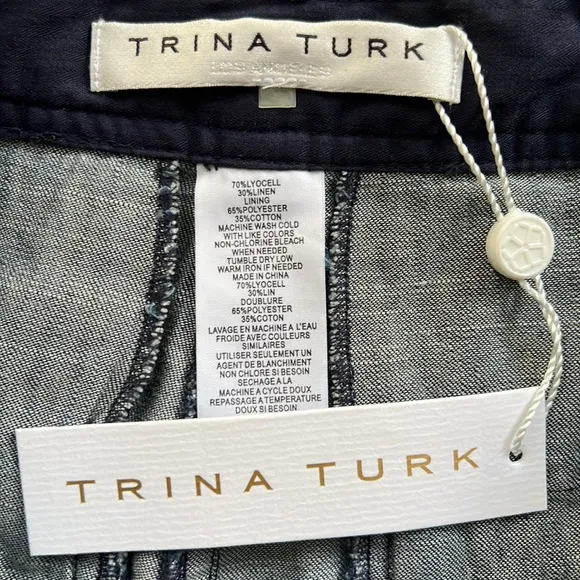 TRINA TURK
LOS ANGELES
70%LYOCELL
30%LINEN
LINING
65%POLYESTER
35%COTTON
MACHINE WASH COLD
WITH LIKE COLORS
NON-CHLORINE BLEACH
WHEN NEEDED
TUMBLE DRY LOW
WARM IRON IF NEEDED
MADE IN CHINA
70%LYOCELL
30%LIN
DOUBLURE
65%POLYESTER
35%COTON
LAVAGE EN MACHINE A L'EAU
FROIDE AVEC COULEURS
SIMILAIRES
UTILISER SEULEMENT UN
AGENT DE BLANCHIMENT
NON CHLORE SI BESOIN
SECHAGE A LA
MACHINE A CYCLE DOUX
REPASSAGE A TEMPERATURE
DOUX SI BESOIN
TRINA TURK